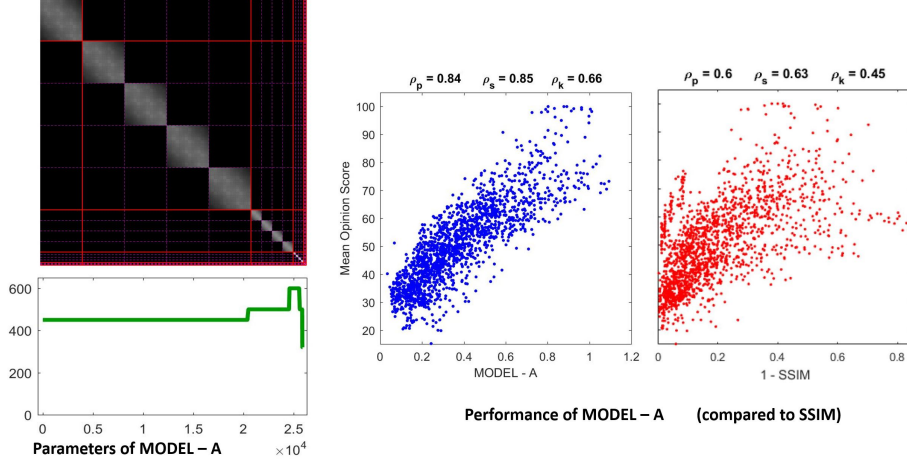 ρp = 0.84 ρs = 0.85 ρk = 0.66
ρp = 0.6 ρs = 0.63 ρk = 0.45
600
400
200
0
0 0.5 1 1.5 2 2.5
×10⁴
Parameters of MODEL – A
Mean Opinion Score
100
90
80
70
60
50
40
30
20
0 0.2 0.4 0.6 0.8 1 1.2
MODEL - A
0 0.2 0.4 0.6 0.8
1 - SSIM
Performance of MODEL – A (compared to SSIM)